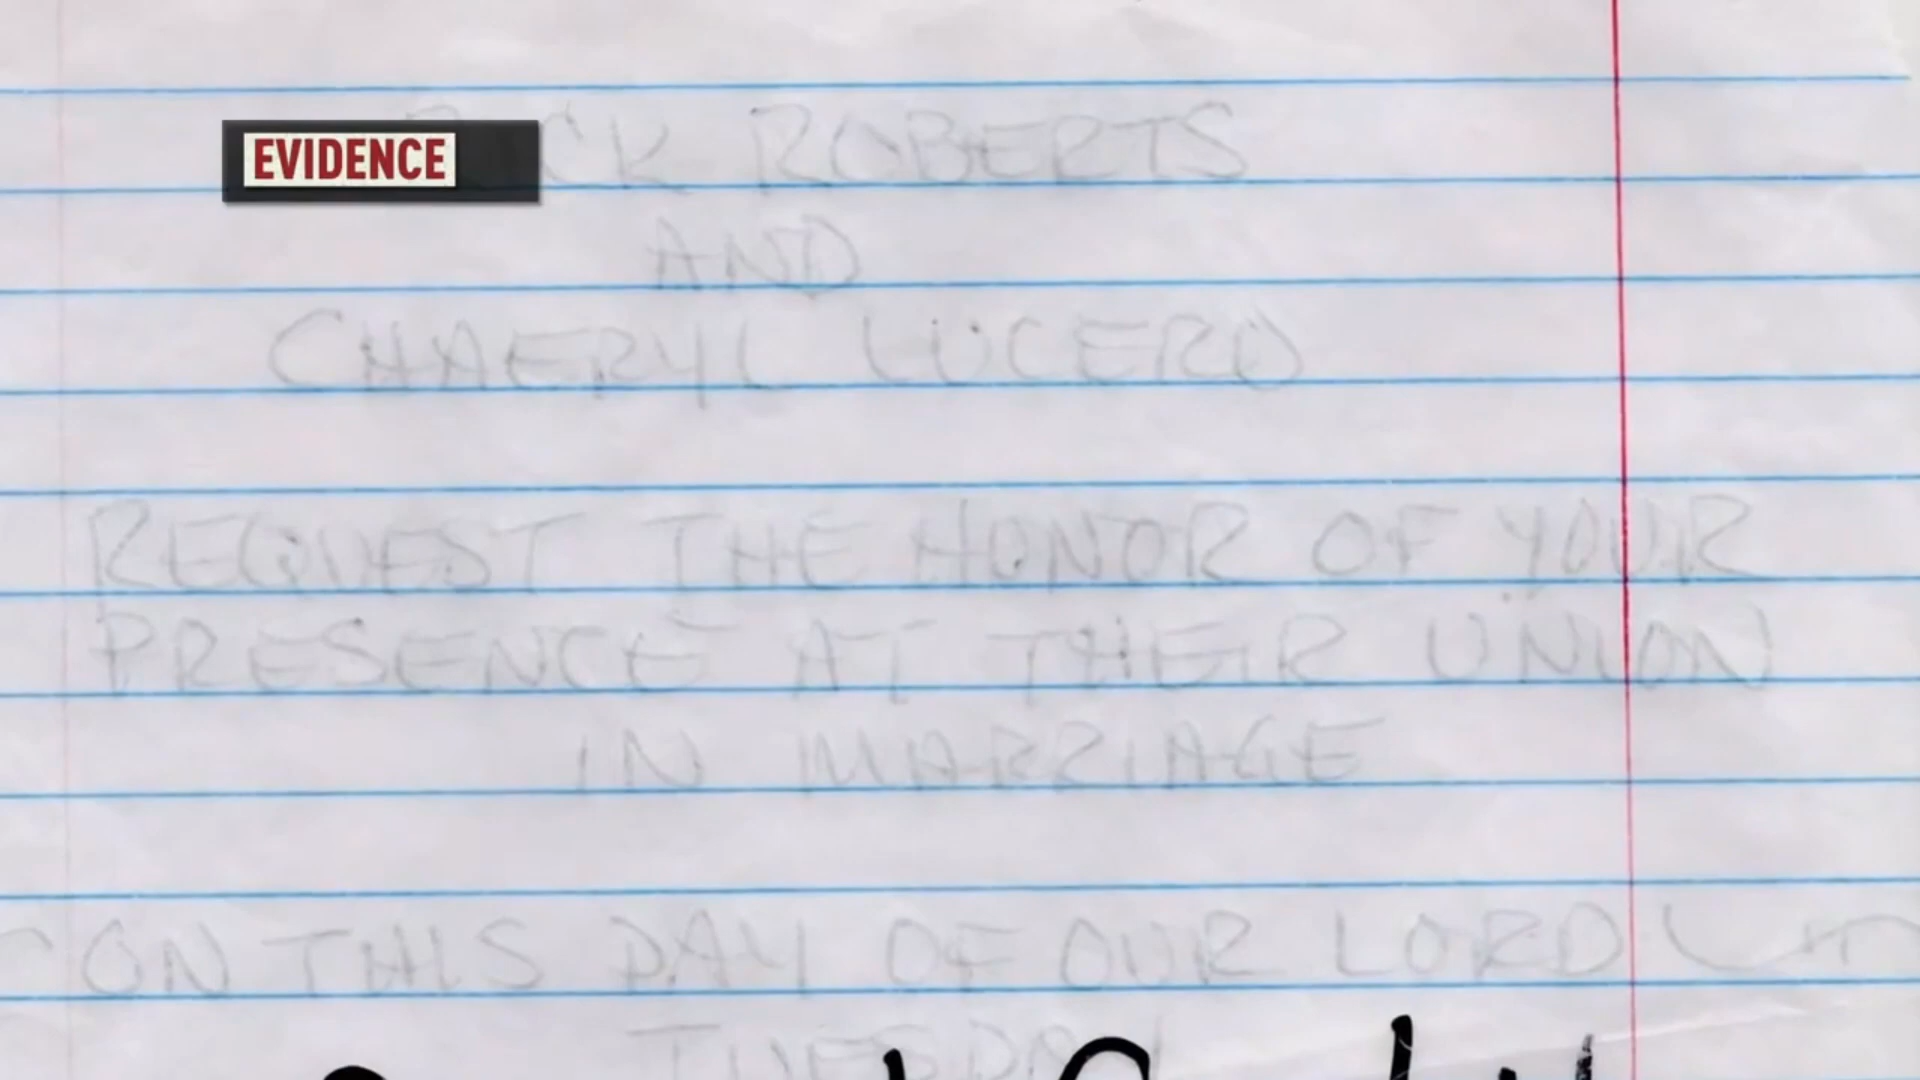 EVIDENCE
ROBERTS
AND
CHAERYL LUCERO
REQUEST THE HONOR OF YOUR
PRESENCE AT THEIR UNION
IN MARRIAGE
ON THIS DAY OF OUR LORD
TUESDAY